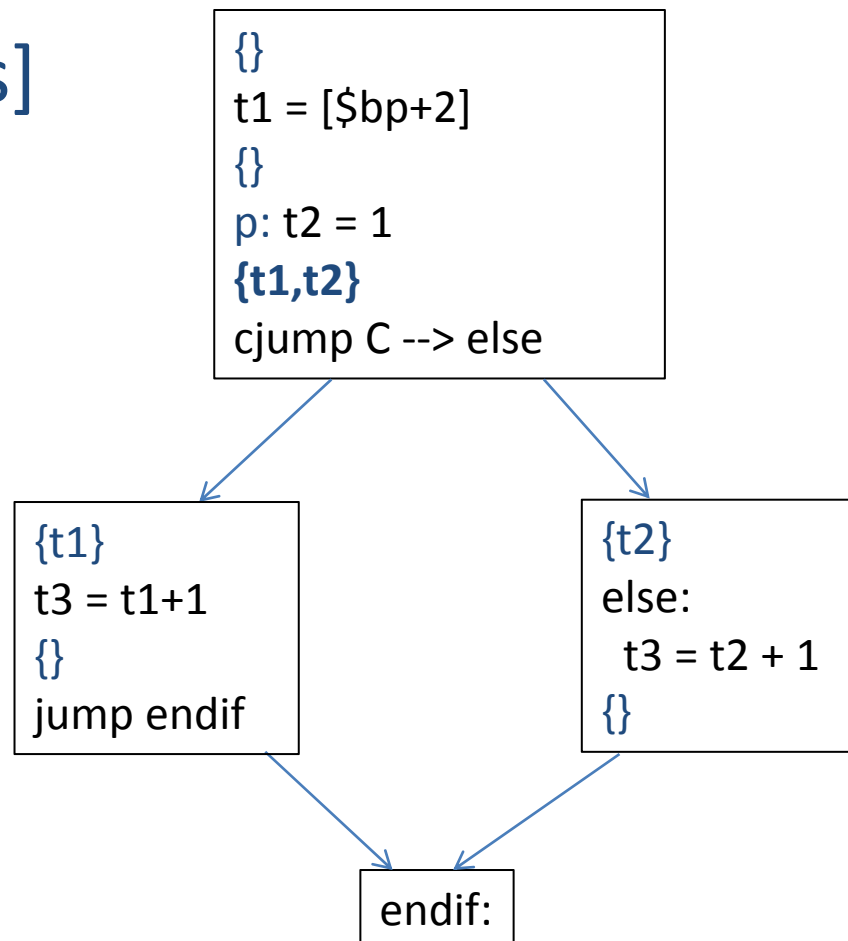 s]
{}
t1 = [$bp+2]
{}
p: t2 = 1
{t1,t2}
cjump C --> else
{t1}
t3 = t1+1
{}
jump endif
{t2}
else:
t3 = t2 + 1
{}
endif: